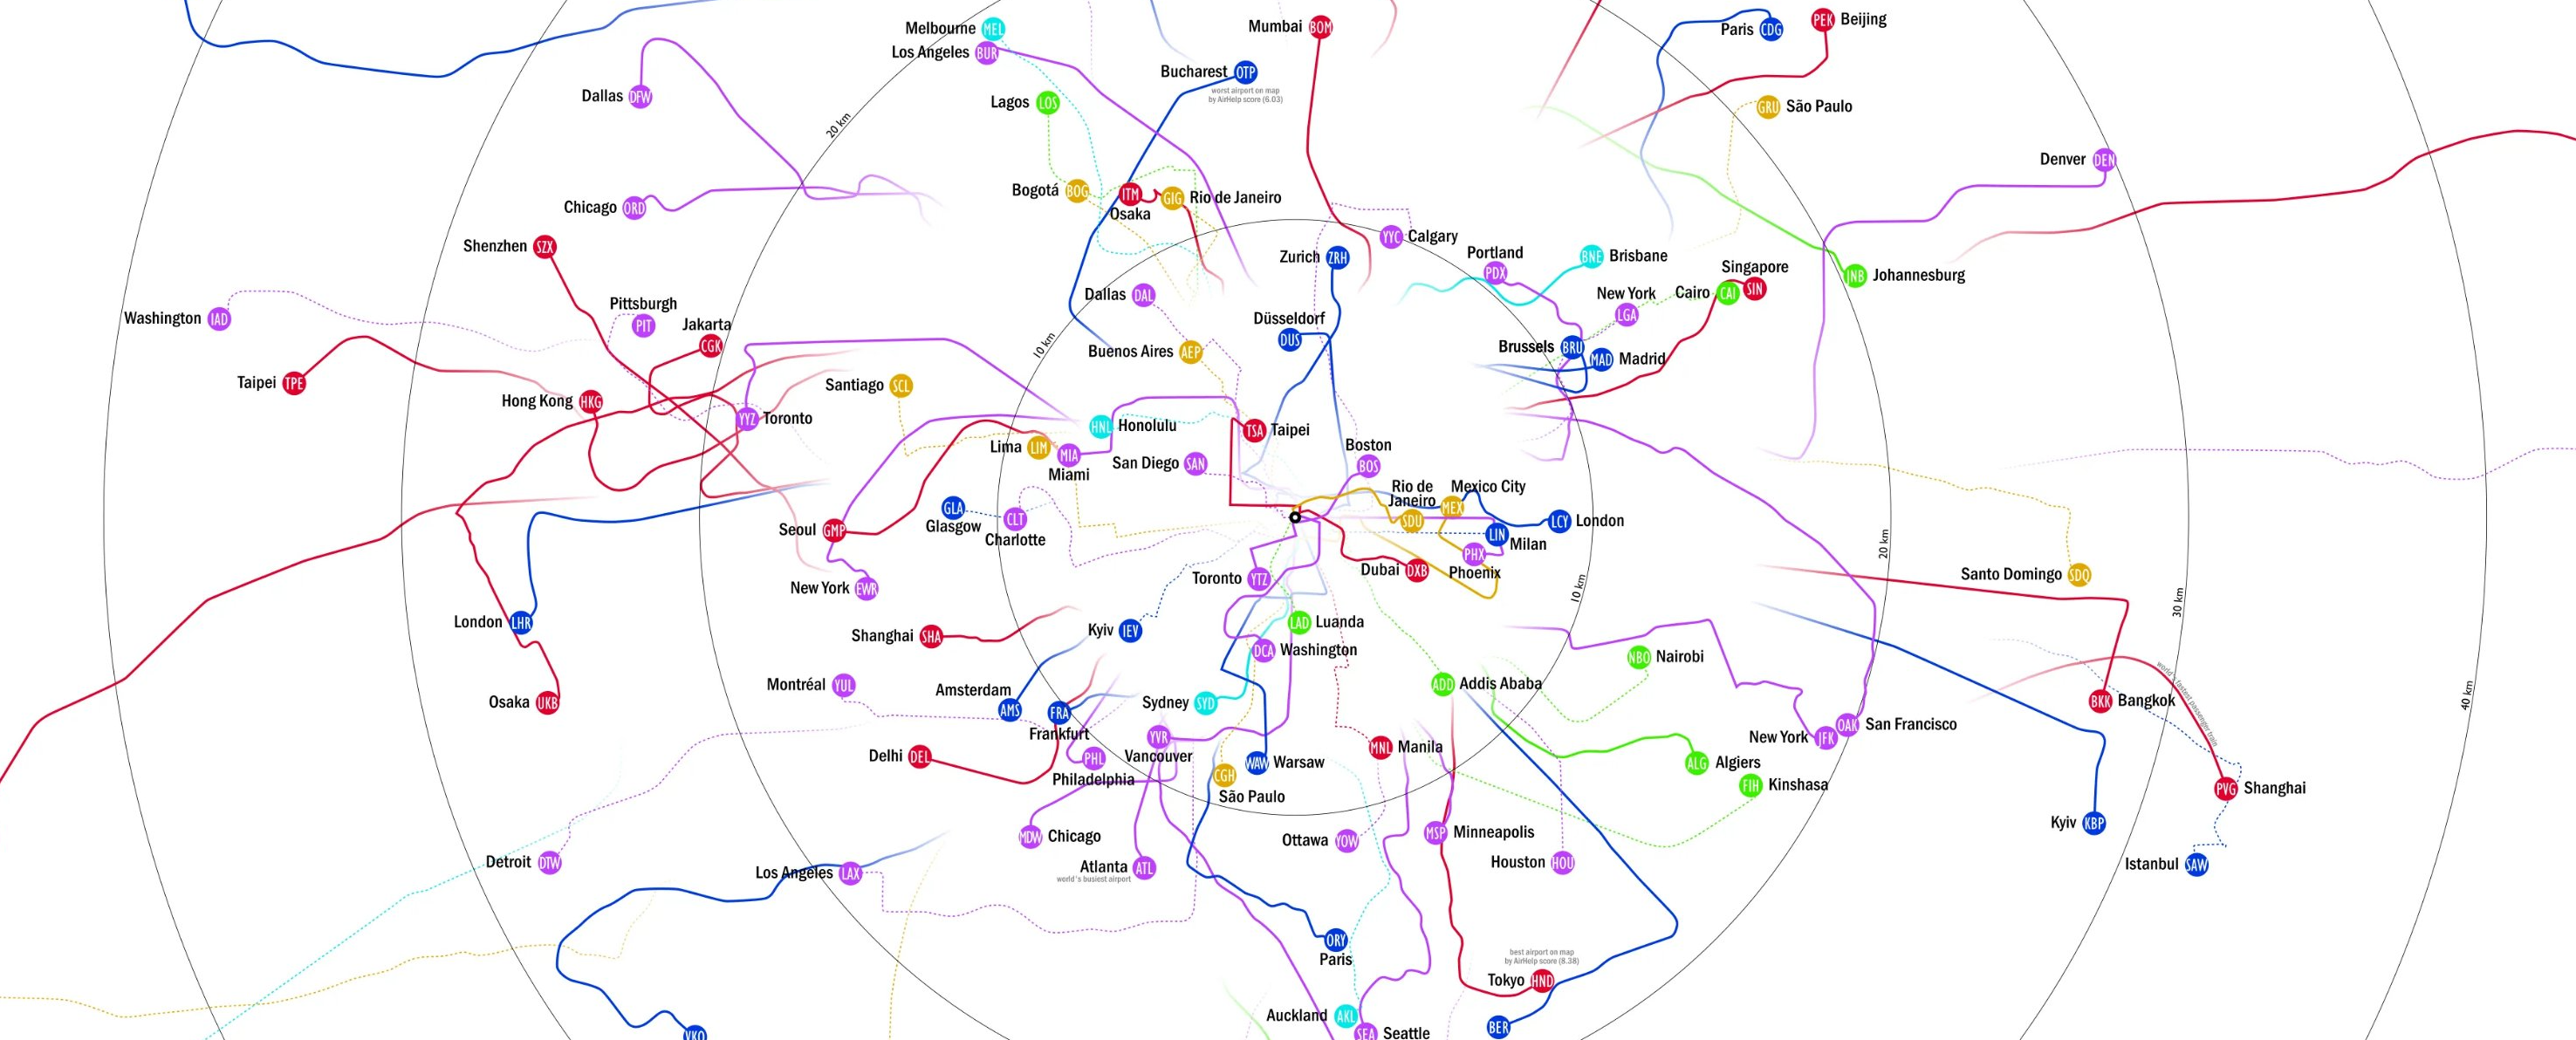 Melbourne MEL
Los Angeles BUR
Mumbai BOM
Paris CDG
PEK Beijing
Bucharest OTP
worst airport on map
by AirHelp score (6.03)
Dallas DFW
Lagos LOS
GRU São Paulo
20 km
Denver DEN
Bogotá BOG
ITM
Osaka
GIG Rio de Janeiro
Chicago ORD
Shenzhen SZX
YYC Calgary
Zurich ZRH
Portland
PDX
BNE Brisbane
Singapore
SIN
JNB Johannesburg
Dallas DAL
New York
LGA
Cairo CAI
Washington IAD
Pittsburgh
PIT
Jakarta
CGK
Düsseldorf
DUS
10 km
Buenos Aires AEP
Brussels BRU
MAD Madrid
Taipei TPE
Santiago SCL
Hong Kong HKG
YYZ Toronto
HNL Honolulu
TSA Taipei
Lima LIM
MIA
Miami
San Diego SAN
Boston
BOS
Rio de
Janeiro
SDU
Mexico City
MEX
GLA
Glasgow
CLT
Charlotte
LCY London
Seoul GMP
LIN
Milan
20 km
PHX
Phoenix
Dubai DXB
Toronto YTZ
New York EWR
10 km
Santo Domingo SDQ
30 km
London LHR
LAD Luanda
Shanghai SHA
Kyiv IEV
DCA Washington
NBO Nairobi
world's fastest passenger train
Montréal YUL
Amsterdam
AMS
FRA
Frankfurt
ADD Addis Ababa
Osaka UKB
Sydney SYD
BKK Bangkok
40 km
OAK San Francisco
New York JFK
YVR
Vancouver
MNL Manila
Delhi DEL
PHL
Philadelphia
WAW Warsaw
CGH
São Paulo
ALG Algiers
FIH Kinshasa
PVG Shanghai
Kyiv KBP
MDW Chicago
Ottawa YOW
MSP Minneapolis
Detroit DTW
Los Angeles LAX
Atlanta ATL
world's busiest airport
Houston HOU
Istanbul SAW
ORY
Paris
best airport on map
by AirHelp score (8.38)
Tokyo HND
Auckland AKL
BER
SEA Seattle
VKO